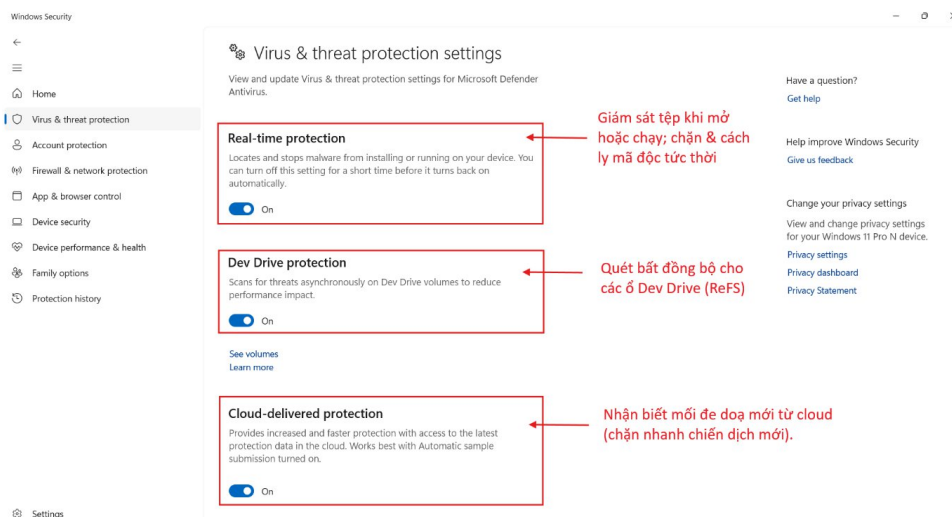 Windows Security
Home
Virus & threat protection
Account protection
Firewall & network protection
App & browser control
Device security
Device performance & health
Family options
Protection history
Settings
Virus & threat protection settings
View and update Virus & threat protection settings for Microsoft Defender
Antivirus.
Real-time protection
Locates and stops malware from installing or running on your device. You
can turn off this setting for a short time before it turns back on
automatically.
On
Giám sát tệp khi mở
hoặc chạy; chặn & cách
ly mã độc tức thời
Dev Drive protection
Scans for threats asynchronously on Dev Drive volumes to reduce
performance impact.
On
Quét bất đồng bộ cho
các ổ Dev Drive (ReFS)
See volumes
Learn more
Cloud-delivered protection
Provides increased and faster protection with access to the latest
protection data in the cloud. Works best with Automatic sample
submission turned on.
On
Nhận biết mối đe doạ mới từ cloud
(chặn nhanh chiến dịch mới).
Have a question?
Get help
Help improve Windows Security
Give us feedback
Change your privacy settings
View and change privacy settings
for your Windows 11 Pro N device.
Privacy settings
Privacy dashboard
Privacy Statement